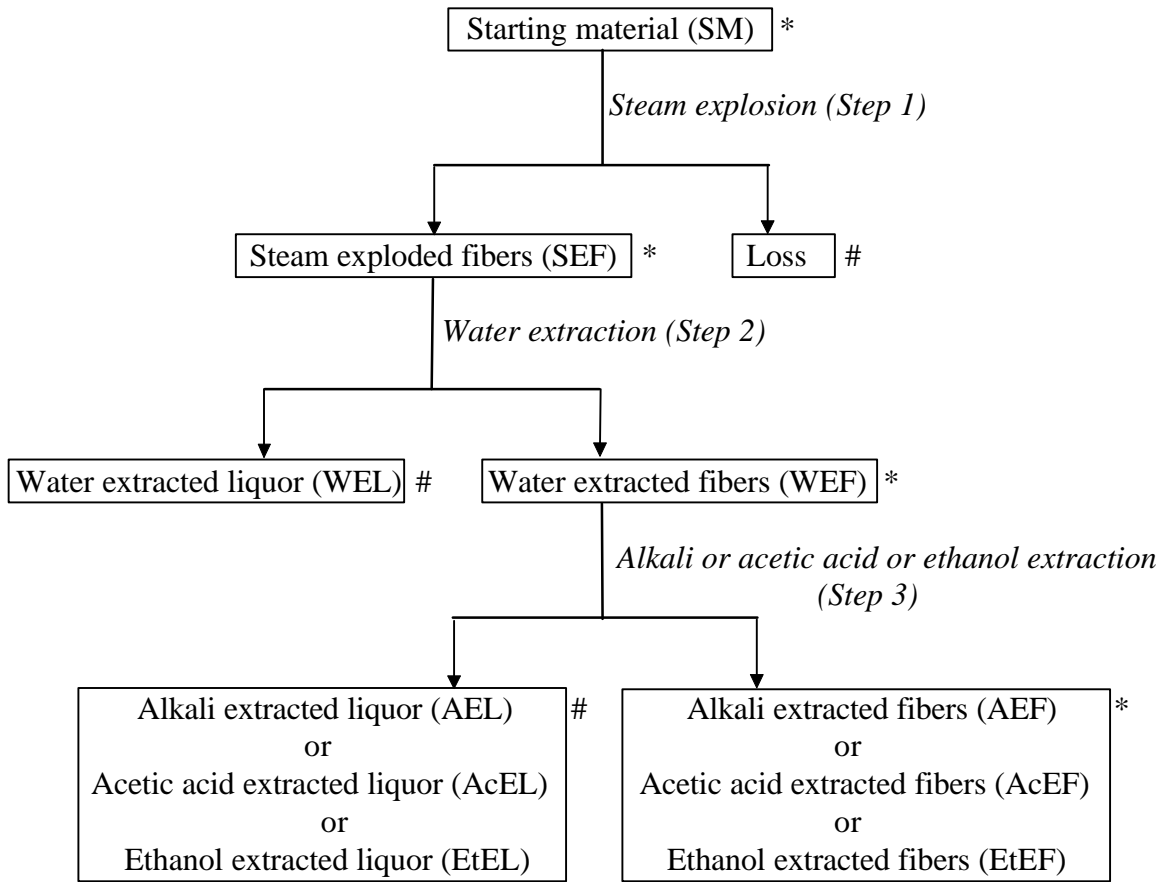 Starting material (SM) *
Steam explosion (Step 1)
Steam exploded fibers (SEF) *
Loss #
Water extraction (Step 2)
Water extracted liquor (WEL) #
Water extracted fibers (WEF) *
Alkali or acetic acid or ethanol extraction
(Step 3)
Alkali extracted liquor (AEL) #
or
Acetic acid extracted liquor (AcEL)
or
Ethanol extracted liquor (EtEL)
Alkali extracted fibers (AEF) *
or
Acetic acid extracted fibers (AcEF)
or
Ethanol extracted fibers (EtEF)